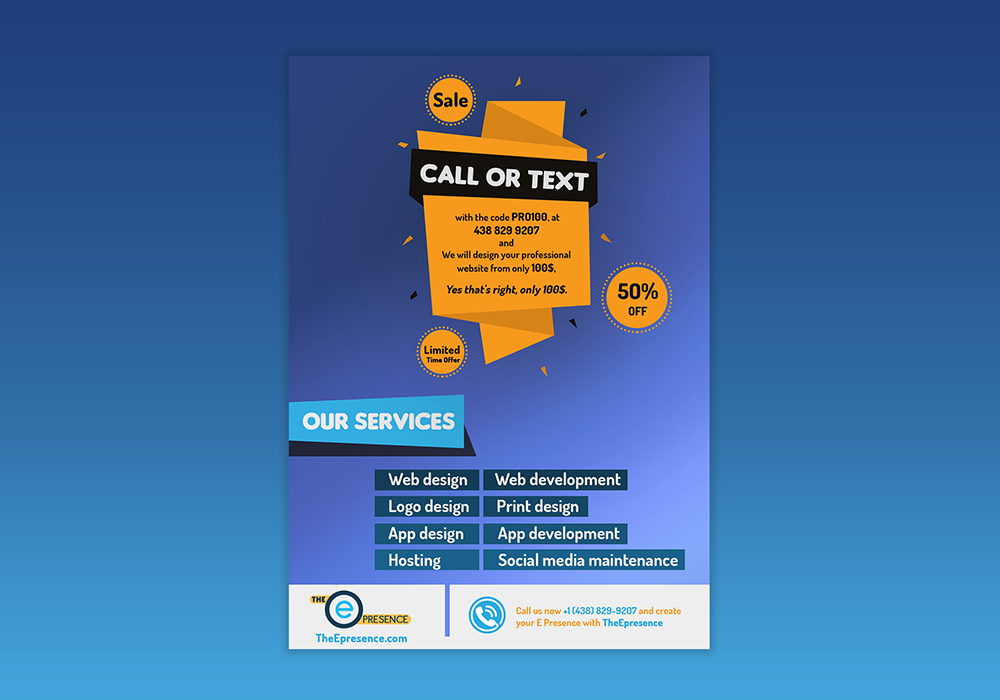 Sale
CALL OR TEXT
with the code PRO100, at
438 829 9207
and
We will design your professional
website from only 100$,
Yes that's right, only 100$.
50%
OFF
Limited
Time Offer
OUR SERVICES
Web design
Web development
Logo design
Print design
App design
App development
Hosting
Social media maintenance
THE
e
PRESENCE
TheEpresence.com
Call us now +1 (438) 829-9207 and create
your E Presence with TheEpresence